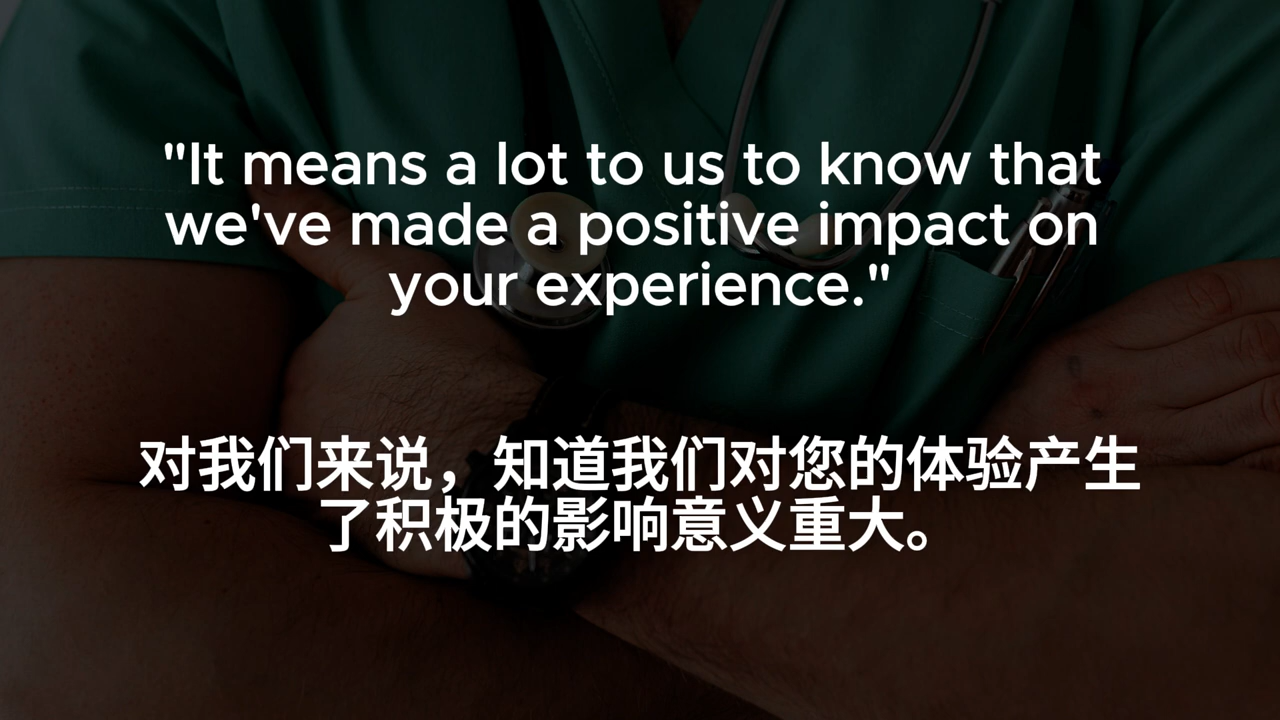 "It means a lot to us to know that
we've made a positive impact on
your experience."
对我们来说，知道我们对您的体验产生
了积极的影响意义重大。